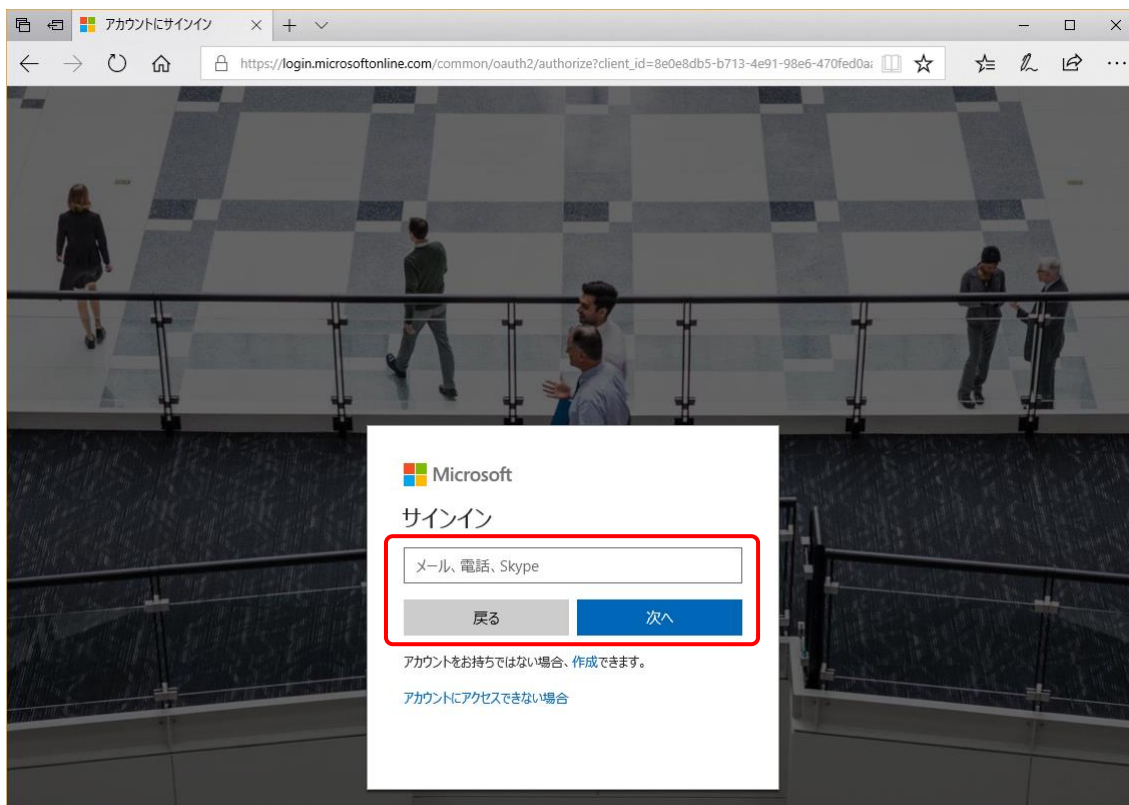 アカウントにサインイン
https://login.microsoftonline.com/common/oauth2/authorize?client_id=8e0e8db5-b713-4e91-98e6-470fed0a
Microsoft
サインイン
メール、電話、Skype
戻る 次へ
アカウントをお持ちではない場合、作成できます。
アカウントにアクセスできない場合